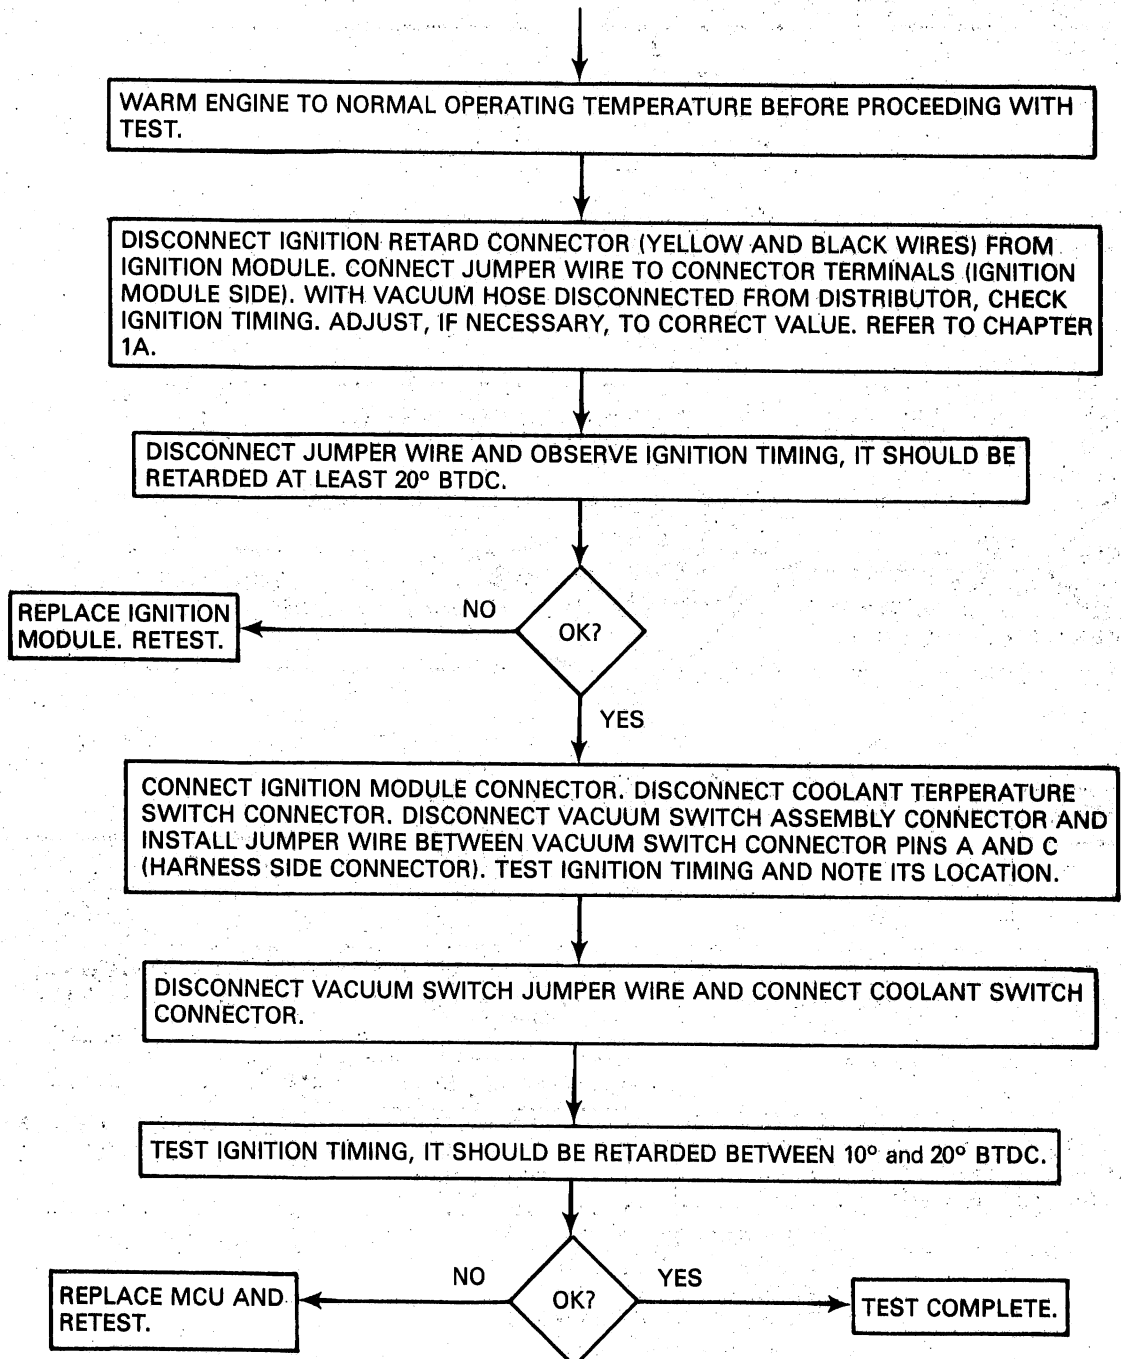 WARM ENGINE TO NORMAL OPERATING TEMPERATURE BEFORE PROCEEDING WITH
TEST.
DISCONNECT IGNITION RETARD CONNECTOR (YELLOW AND BLACK WIRES) FROM
IGNITION MODULE. CONNECT JUMPER WIRE TO CONNECTOR TERMINALS (IGNITION
MODULE SIDE). WITH VACUUM HOSE DISCONNECTED FROM DISTRIBUTOR, CHECK
IGNITION TIMING. ADJUST, IF NECESSARY, TO CORRECT VALUE. REFER TO CHAPTER
1A.
DISCONNECT JUMPER WIRE AND OBSERVE IGNITION TIMING, IT SHOULD BE
RETARDED AT LEAST 20º BTDC.
OK?
NO
REPLACE IGNITION
MODULE. RETEST.
YES
CONNECT IGNITION MODULE CONNECTOR. DISCONNECT COOLANT TERPERATURE
SWITCH CONNECTOR. DISCONNECT VACUUM SWITCH ASSEMBLY CONNECTOR AND
INSTALL JUMPER WIRE BETWEEN VACUUM SWITCH CONNECTOR PINS A AND C
(HARNESS SIDE CONNECTOR). TEST IGNITION TIMING AND NOTE ITS LOCATION.
DISCONNECT VACUUM SWITCH JUMPER WIRE AND CONNECT COOLANT SWITCH
CONNECTOR.
TEST IGNITION TIMING, IT SHOULD BE RETARDED BETWEEN 10º and 20º BTDC.
OK?
NO
REPLACE MCU AND
RETEST.
YES
TEST COMPLETE.